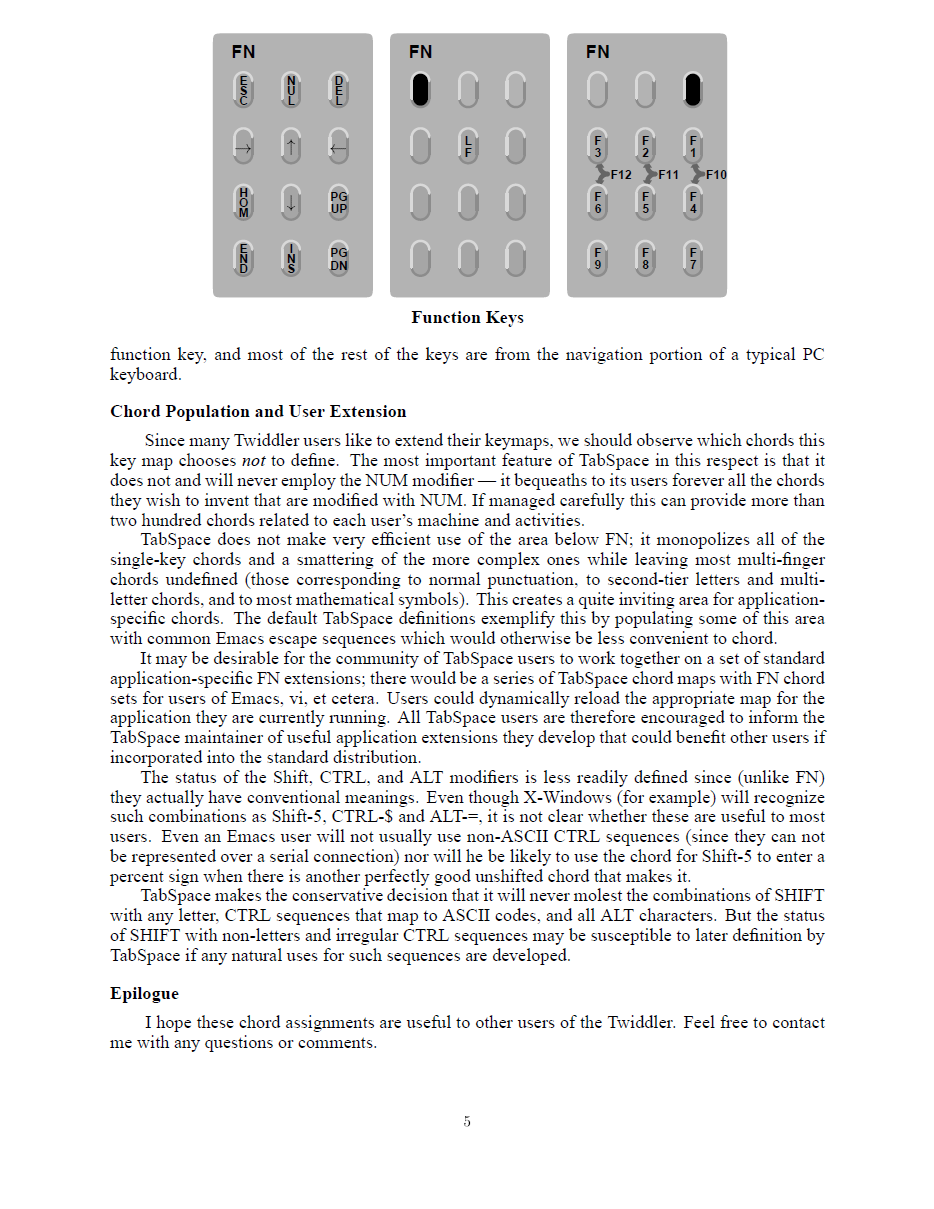 FN FN FN
ESC NUL DEL
→ ↑ ← LF F3 F2 F1
F12 F11 F10
HOM ↓ PG UP F6 F5 F4
END INS PG DN F9 F8 F7
Function Keys
function key, and most of the rest of the keys are from the navigation portion of a typical PC
keyboard.
Chord Population and User Extension
Since many Twiddler users like to extend their keymaps, we should observe which chords this
key map chooses not to define. The most important feature of TabSpace in this respect is that it
does not and will never employ the NUM modifier — it bequeaths to its users forever all the chords
they wish to invent that are modified with NUM. If managed carefully this can provide more than
two hundred chords related to each user's machine and activities.
TabSpace does not make very efficient use of the area below FN; it monopolizes all of the
single-key chords and a smattering of the more complex ones while leaving most multi-finger
chords undefined (those corresponding to normal punctuation, to second-tier letters and multi-
letter chords, and to most mathematical symbols). This creates a quite inviting area for application-
specific chords. The default TabSpace definitions exemplify this by populating some of this area
with common Emacs escape sequences which would otherwise be less convenient to chord.
It may be desirable for the community of TabSpace users to work together on a set of standard
application-specific FN extensions; there would be a series of TabSpace chord maps with FN chord
sets for users of Emacs, vi, et cetera. Users could dynamically reload the appropriate map for the
application they are currently running. All TabSpace users are therefore encouraged to inform the
TabSpace maintainer of useful application extensions they develop that could benefit other users if
incorporated into the standard distribution.
The status of the Shift, CTRL, and ALT modifiers is less readily defined since (unlike FN)
they actually have conventional meanings. Even though X-Windows (for example) will recognize
such combinations as Shift-5, CTRL-$ and ALT-=, it is not clear whether these are useful to most
users. Even an Emacs user will not usually use non-ASCII CTRL sequences (since they can not
be represented over a serial connection) nor will he be likely to use the chord for Shift-5 to enter a
percent sign when there is another perfectly good unshifted chord that makes it.
TabSpace makes the conservative decision that it will never molest the combinations of SHIFT
with any letter, CTRL sequences that map to ASCII codes, and all ALT characters. But the status
of SHIFT with non-letters and irregular CTRL sequences may be susceptible to later definition by
TabSpace if any natural uses for such sequences are developed.
Epilogue
I hope these chord assignments are useful to other users of the Twiddler. Feel free to contact
me with any questions or comments.
5